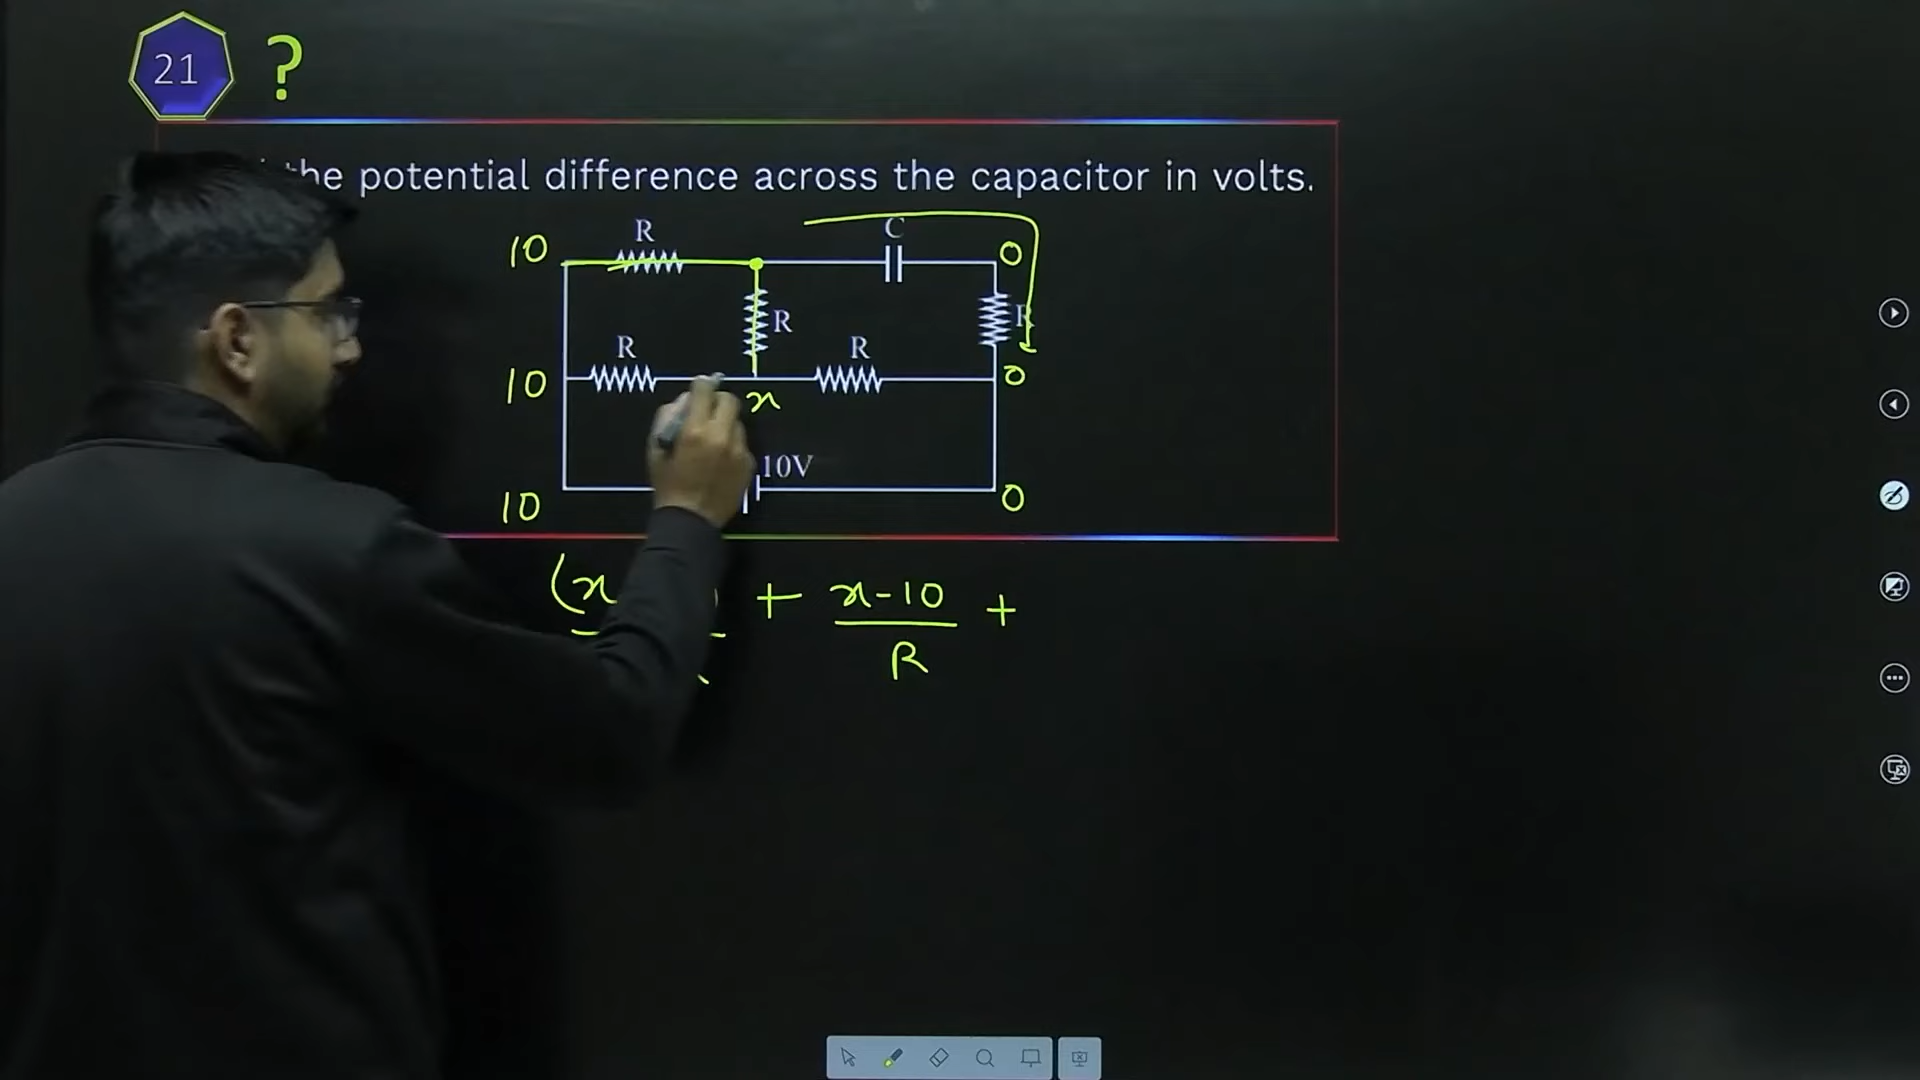 21 ?
the potential difference across the capacitor in volts.
10 R C 0
R R
R R
10 x 0
10V
10 0
(x + x-10 +
R